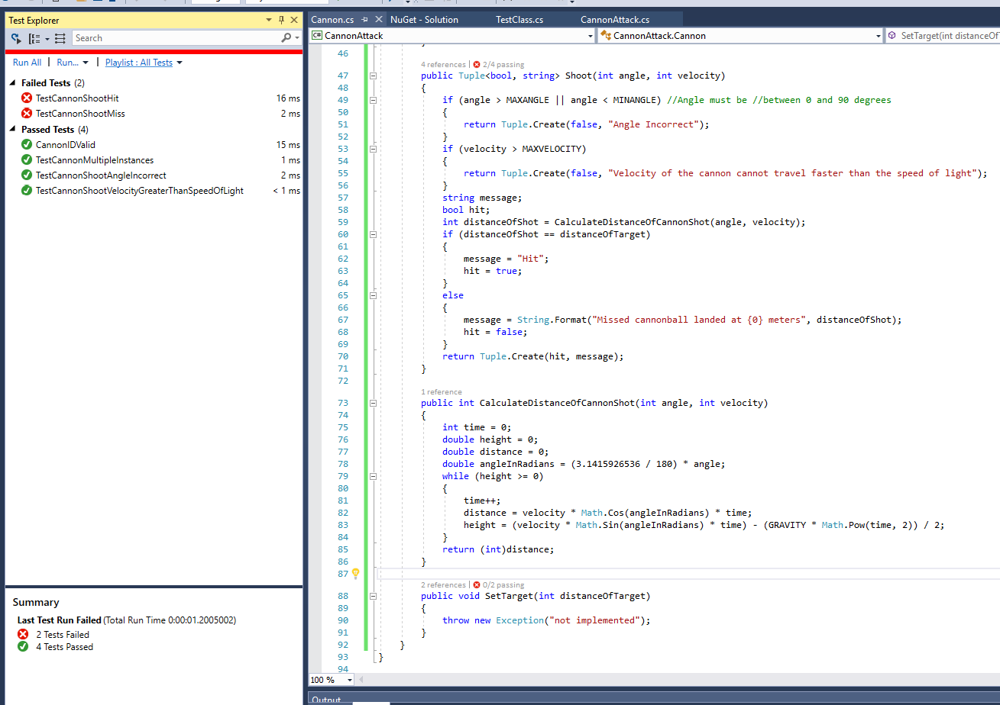 Test Explorer
Search
Run All | Run... | Playlist : All Tests
Failed Tests (2)
TestCannonShootHit 16 ms
TestCannonShootMiss 2 ms
Passed Tests (4)
CannonIDValid 15 ms
TestCannonMultipleInstances 1 ms
TestCannonShootAngleIncorrect 2 ms
TestCannonShootVelocityGreaterThanSpeedOfLight < 1 ms
Summary
Last Test Run Failed (Total Run Time 0:00:01.2005002)
2 Tests Failed
4 Tests Passed
Cannon.cs NuGet - Solution TestClass.cs CannonAttack.cs
C# CannonAttack CannonAttack.Cannon SetTarget(int distanceOfT
46
4 references | 2/4 passing
47 public Tuple<bool, string> Shoot(int angle, int velocity)
48 {
49 if (angle > MAXANGLE || angle < MINANGLE) //Angle must be //between 0 and 90 degrees
50 {
51 return Tuple.Create(false, "Angle Incorrect");
52 }
53 if (velocity > MAXVELOCITY)
54 {
55 return Tuple.Create(false, "Velocity of the cannon cannot travel faster than the speed of light");
56 }
57 string message;
58 bool hit;
59 int distanceOfShot = CalculateDistanceOfCannonShot(angle, velocity);
60 if (distanceOfShot == distanceOfTarget)
61 {
62 message = "Hit";
63 hit = true;
64 }
65 else
66 {
67 message = String.Format("Missed cannonball landed at {0} meters", distanceOfShot);
68 hit = false;
69 }
70 return Tuple.Create(hit, message);
71 }
72
1 reference
73 public int CalculateDistanceOfCannonShot(int angle, int velocity)
74 {
75 int time = 0;
76 double height = 0;
77 double distance = 0;
78 double angleInRadians = (3.1415926536 / 180) * angle;
79 while (height >= 0)
80 {
81 time++;
82 distance = velocity * Math.Cos(angleInRadians) * time;
83 height = (velocity * Math.Sin(angleInRadians) * time) - (GRAVITY * Math.Pow(time, 2)) / 2;
84 }
85 return (int)distance;
86 }
87
2 references | 0/2 passing
88 public void SetTarget(int distanceOfTarget)
89 {
90 throw new Exception("not implemented");
91 }
92 }
93 }
94
100 %
Output